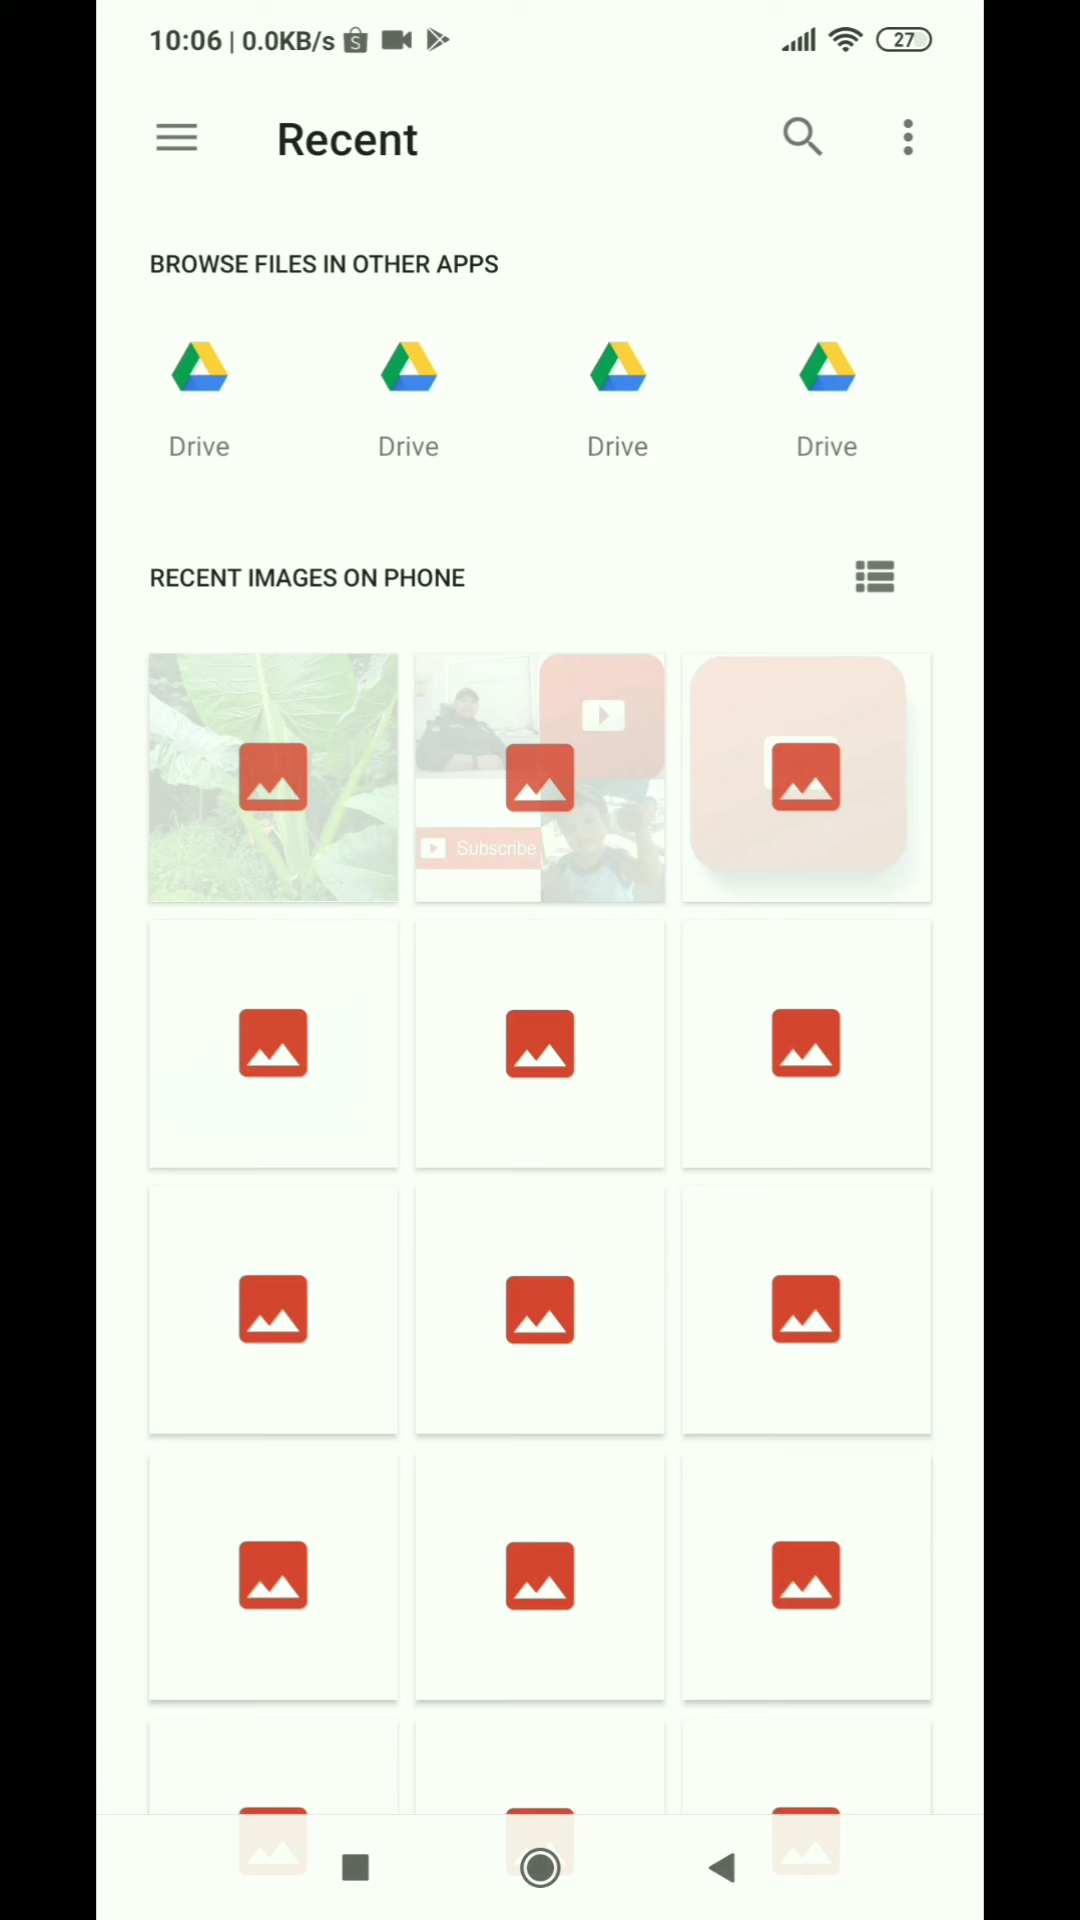 10:06 | 0.0KB/s
27
Recent
BROWSE FILES IN OTHER APPS
Drive Drive Drive Drive
RECENT IMAGES ON PHONE
Subscribe